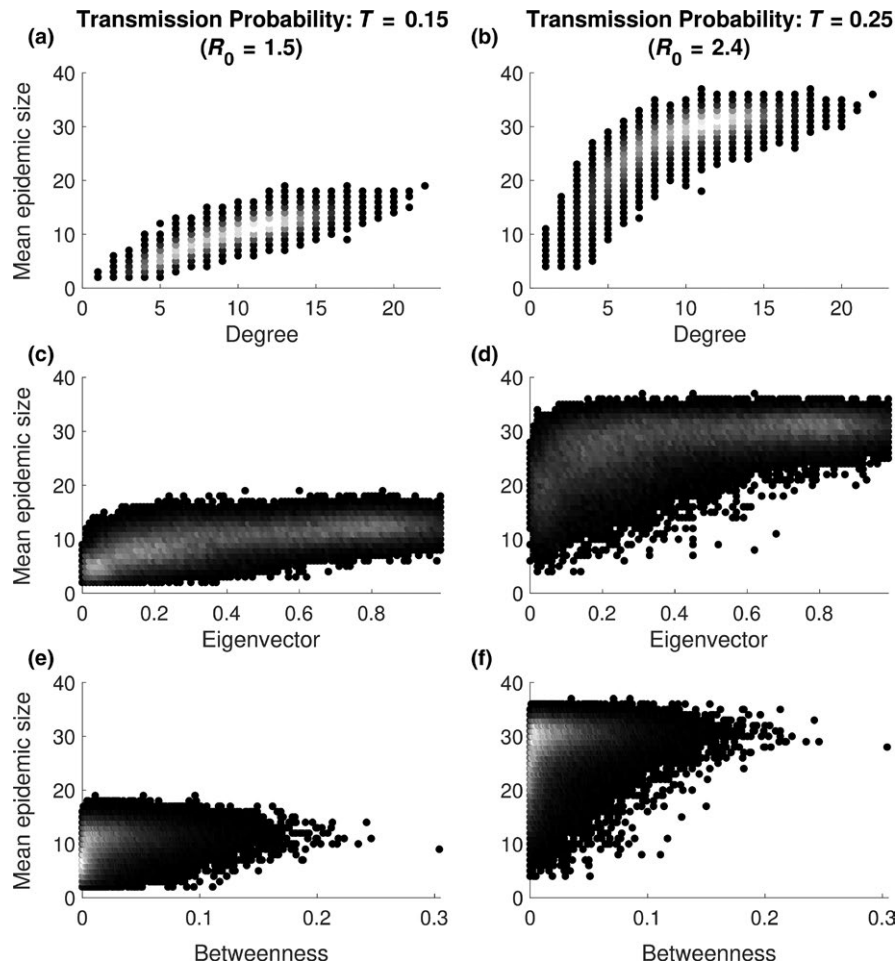 Transmission Probability: T = 0.15
(R0 = 1.5)
Transmission Probability: T = 0.25
(R0 = 2.4)
(a)
Mean epidemic size
40
30
20
10
0
0 5 10 15 20
Degree
(b)
40
30
20
10
0
0 5 10 15 20
Degree
(c)
Mean epidemic size
40
30
20
10
0
0 0.2 0.4 0.6 0.8
Eigenvector
(d)
40
30
20
10
0
0 0.2 0.4 0.6 0.8
Eigenvector
(e)
Mean epidemic size
40
30
20
10
0
0 0.1 0.2 0.3
Betweenness
(f)
40
30
20
10
0
0 0.1 0.2 0.3
Betweenness